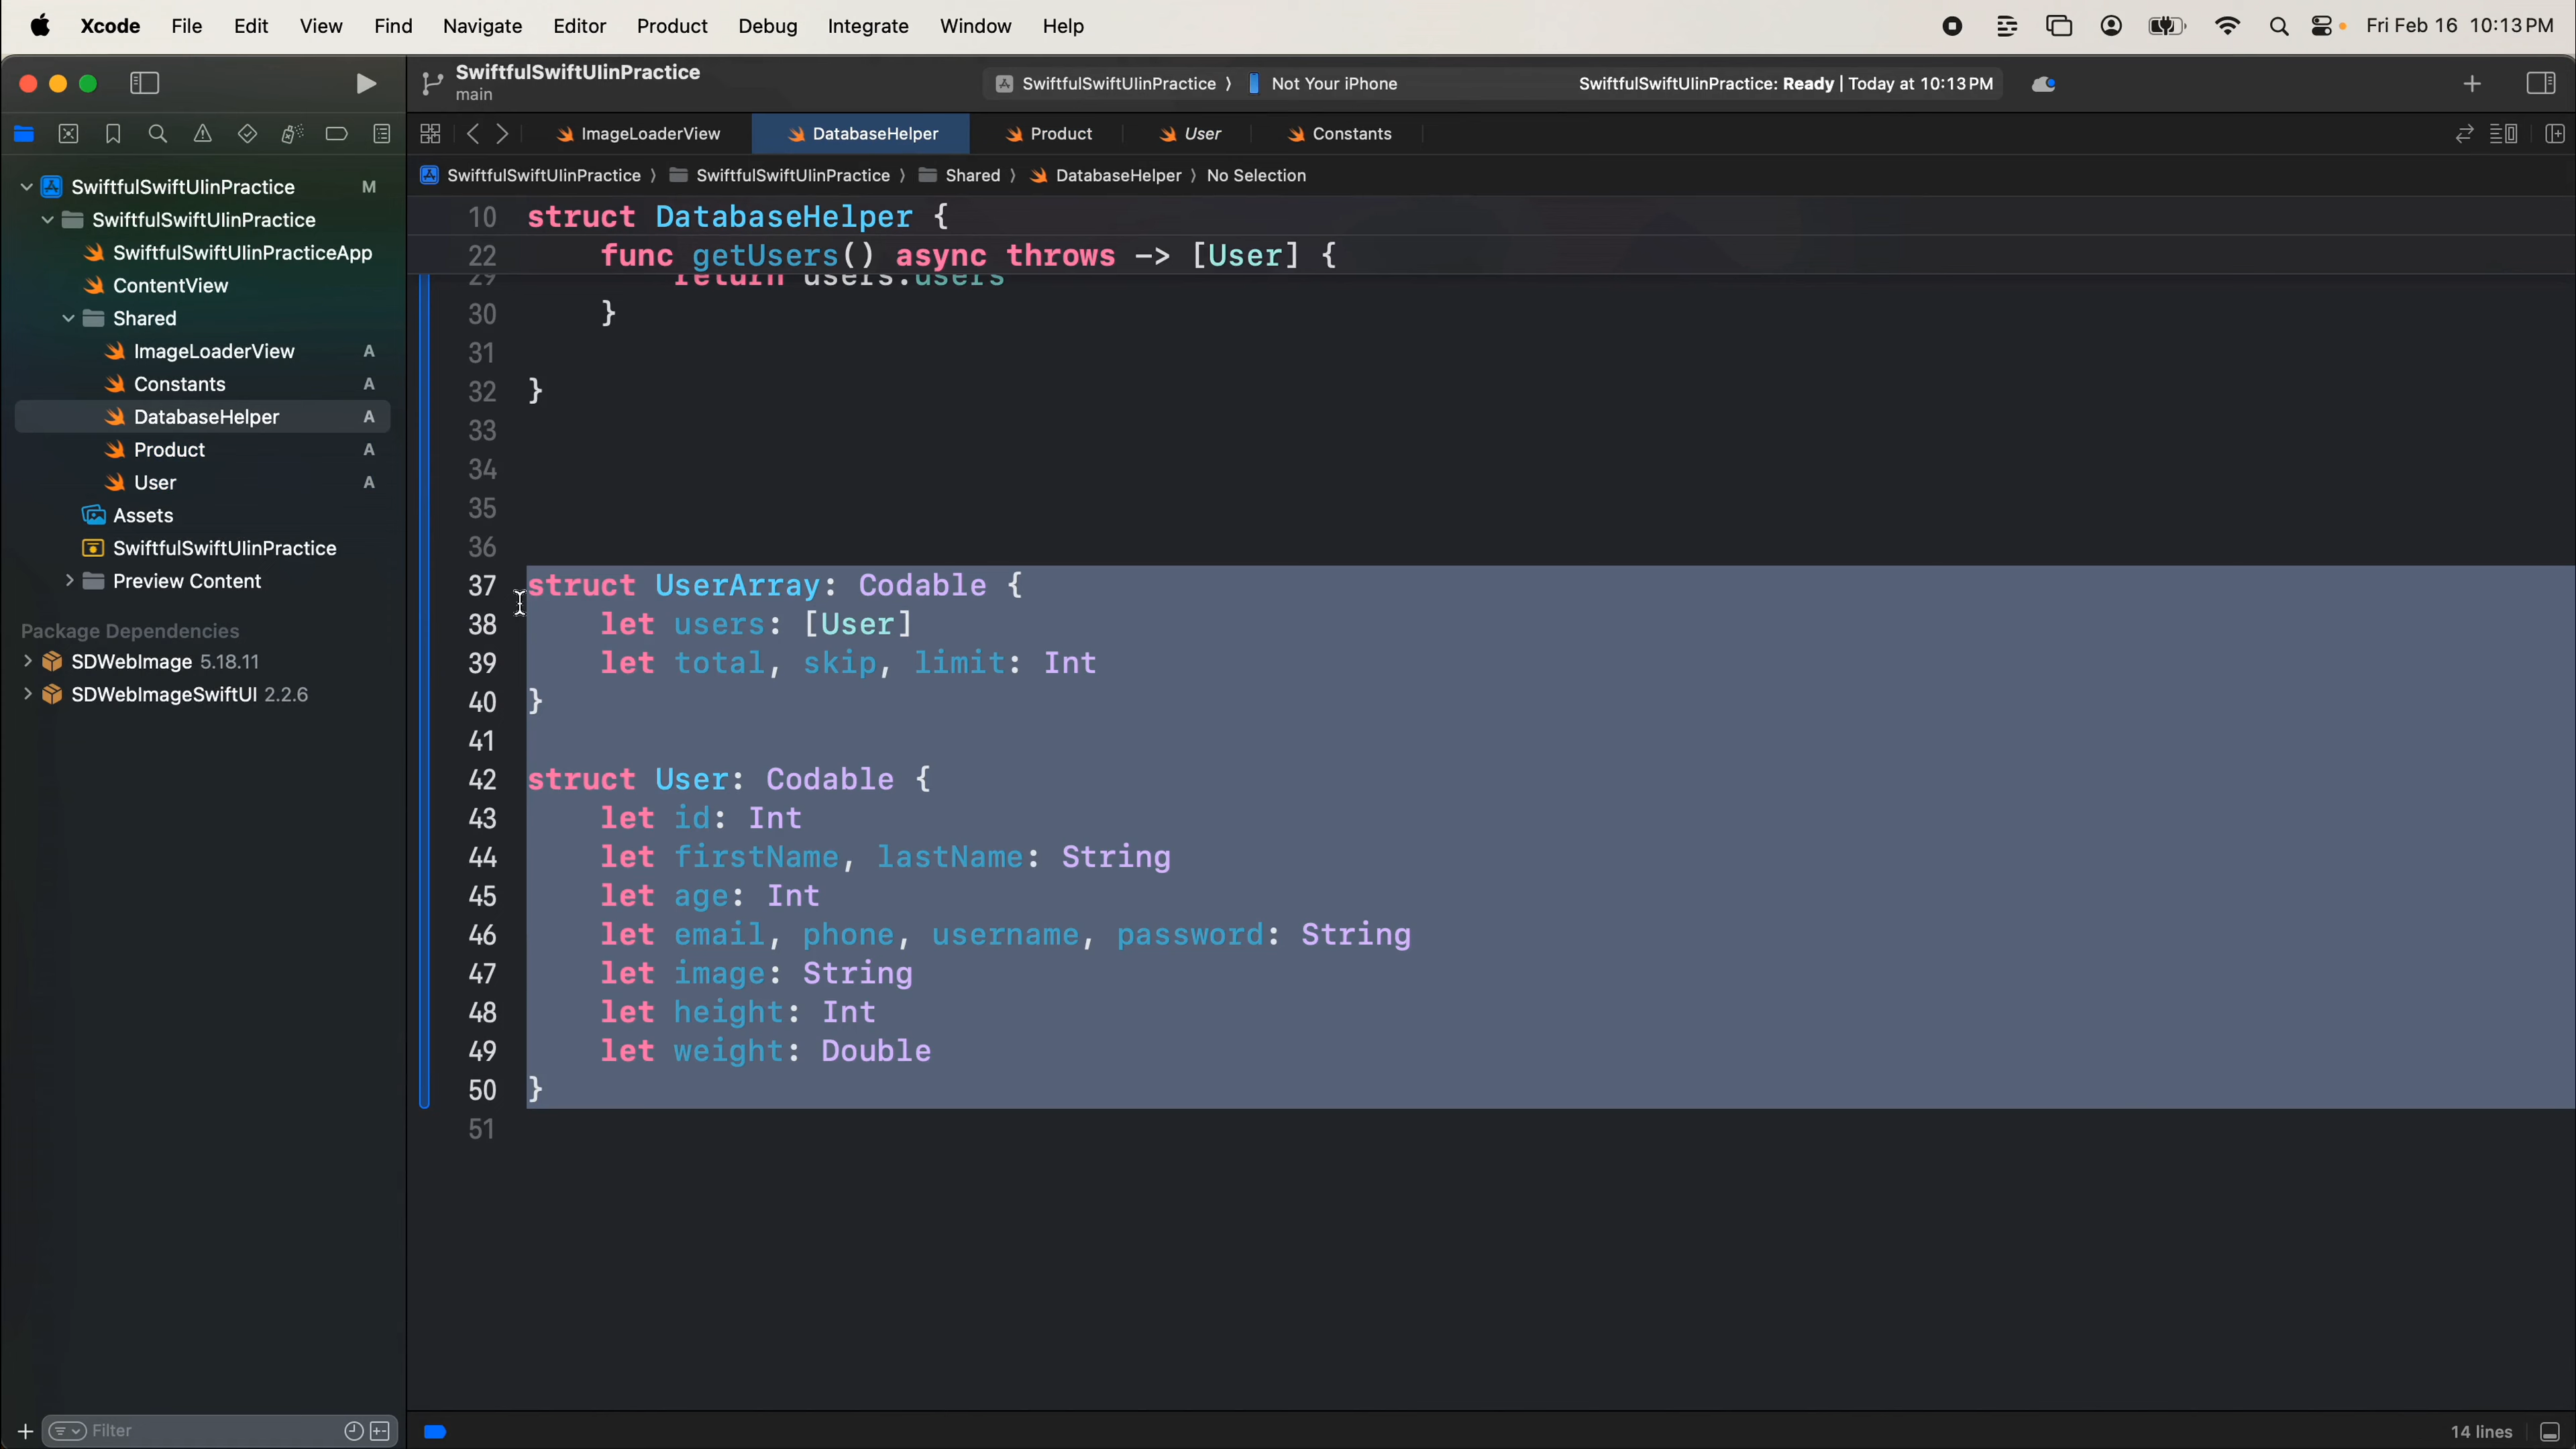 Xcode File Edit View Find Navigate Editor Product Debug Integrate Window Help Fri Feb 16 10:13 PM
SwiftfulSwiftUIinPractice
main
SwiftfulSwiftUIinPractice 〉 Not Your iPhone
SwiftfulSwiftUIinPractice: Ready | Today at 10:13 PM
ImageLoaderView DatabaseHelper Product User Constants
SwiftfulSwiftUIinPractice 〉 SwiftfulSwiftUIinPractice 〉 Shared 〉 DatabaseHelper 〉 No Selection
SwiftfulSwiftUIinPractice M
SwiftfulSwiftUIinPractice
SwiftfulSwiftUIinPracticeApp
ContentView
Shared
ImageLoaderView A
Constants A
DatabaseHelper A
Product A
User A
Assets
SwiftfulSwiftUIinPractice
Preview Content
Package Dependencies
SDWebImage 5.18.11
SDWebImageSwiftUI 2.2.6
Filter
10 struct DatabaseHelper {
22 func getUsers() async throws -> [User] {
29 return users.users
30 }
31
32 }
33
34
35
36
37 struct UserArray: Codable {
38 let users: [User]
39 let total, skip, limit: Int
40 }
41
42 struct User: Codable {
43 let id: Int
44 let firstName, lastName: String
45 let age: Int
46 let email, phone, username, password: String
47 let image: String
48 let height: Int
49 let weight: Double
50 }
51
14 lines